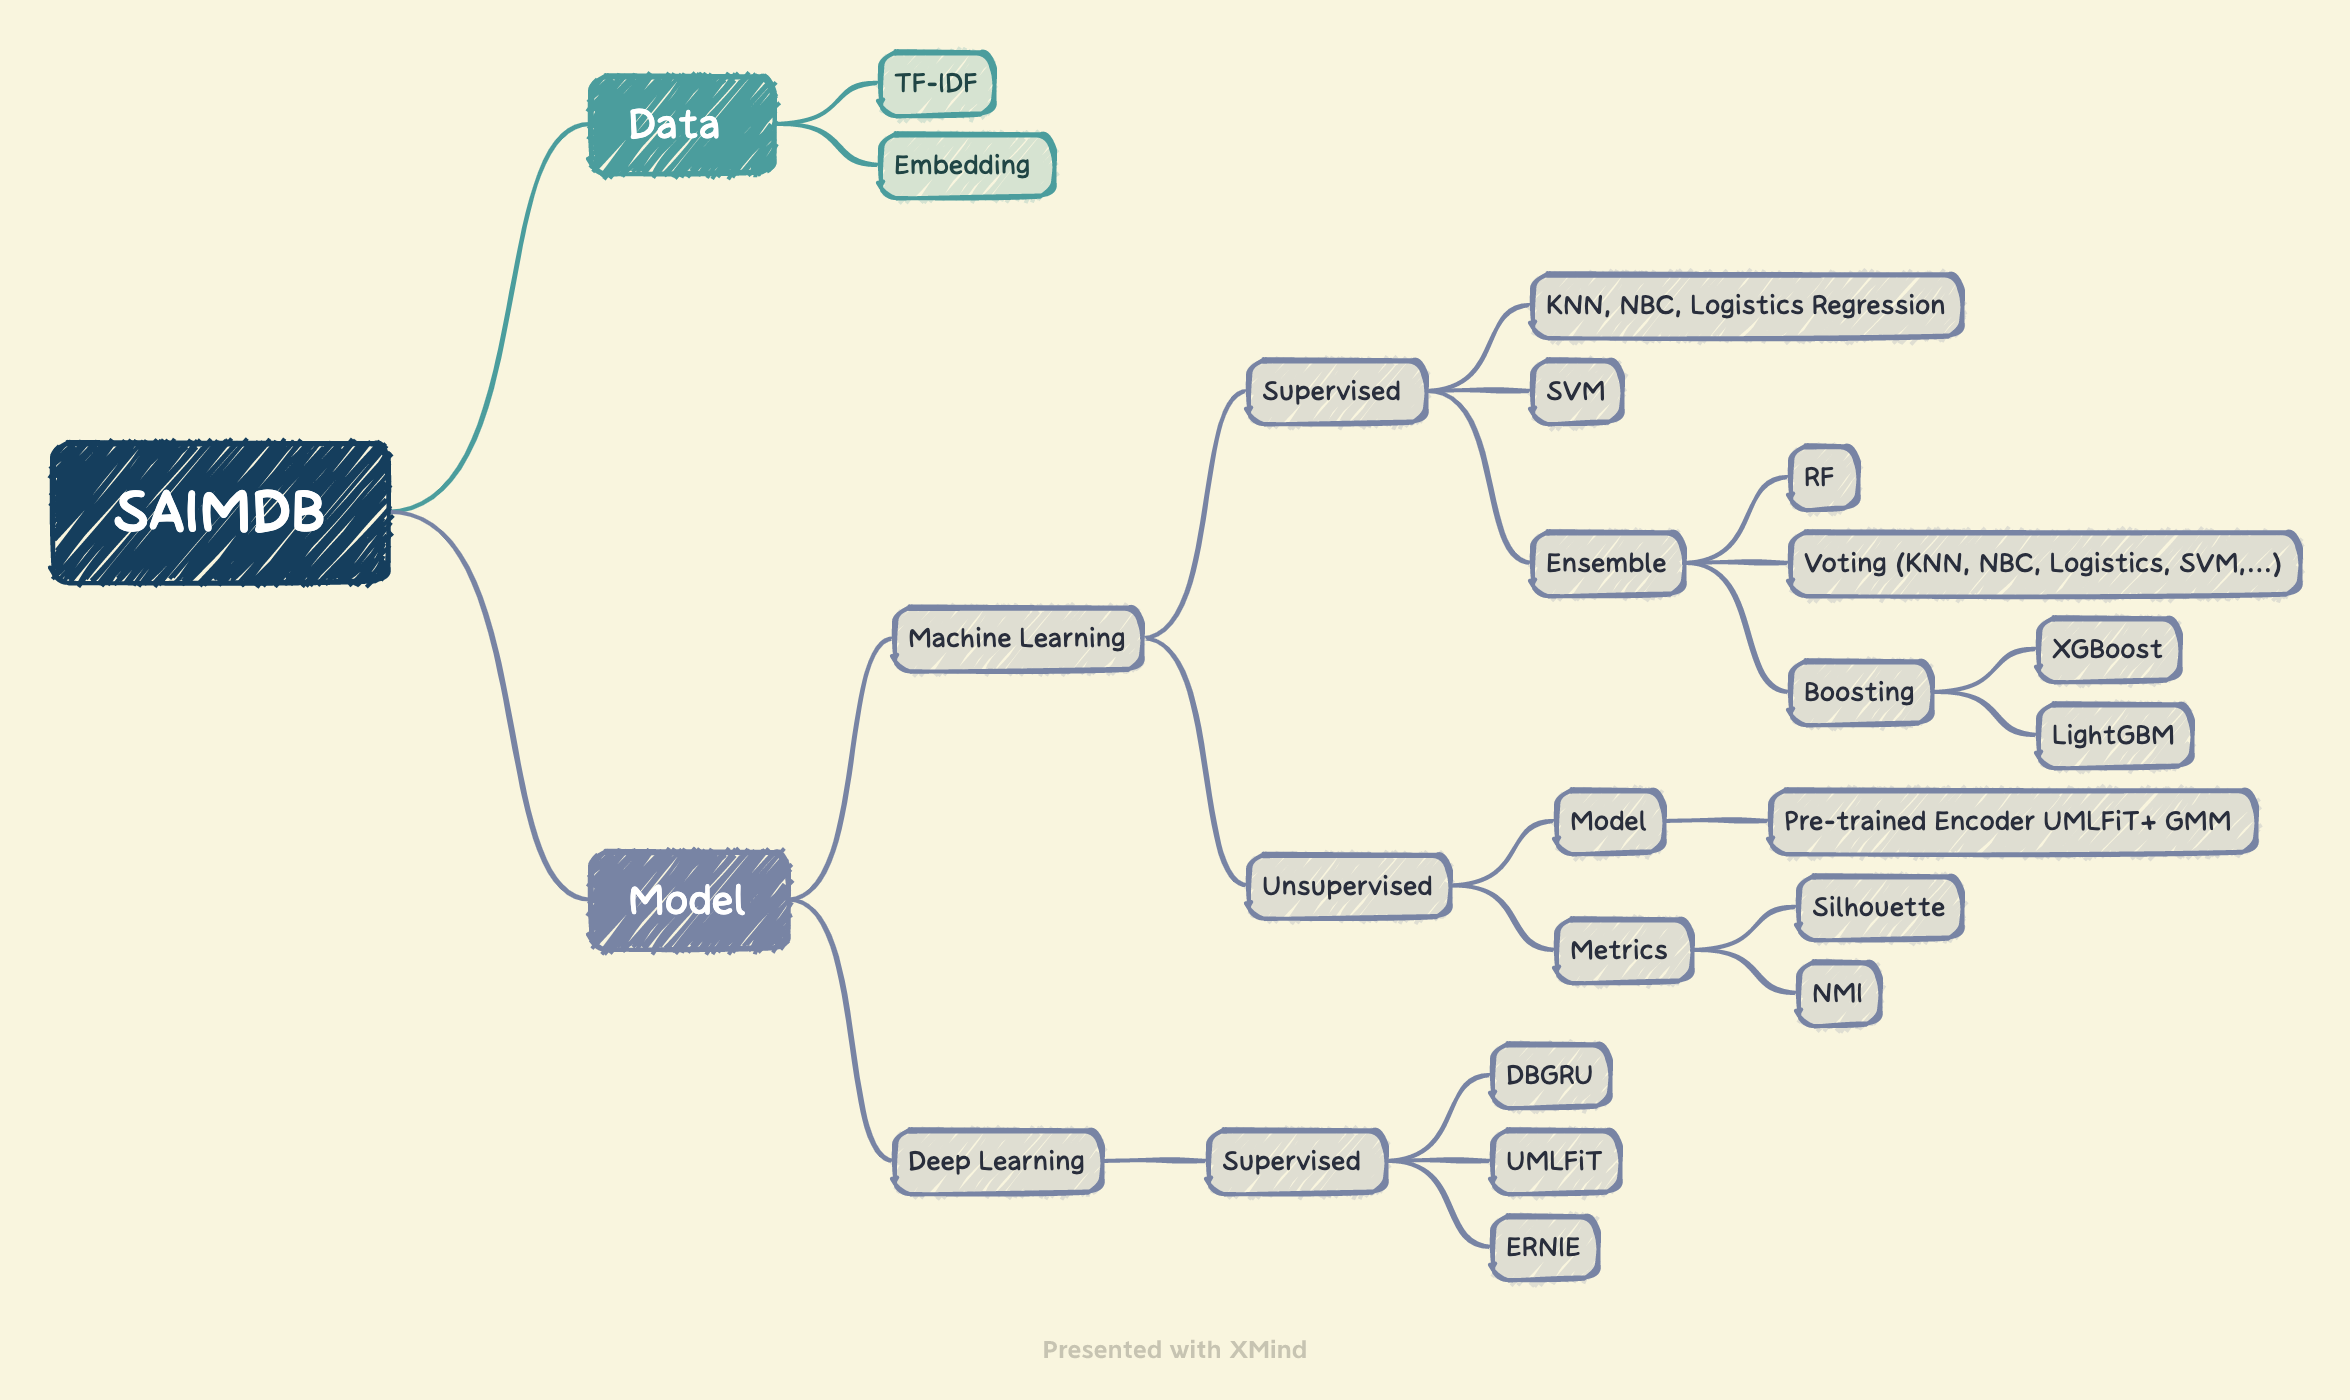 SAIMDB
Data
TF-IDF
Embedding
Model
Machine Learning
Supervised
KNN, NBC, Logistics Regression
SVM
Ensemble
RF
Voting (KNN, NBC, Logistics, SVM,...)
Boosting
XGBoost
LightGBM
Unsupervised
Model
Pre-trained Encoder UMLFiT+ GMM
Metrics
Silhouette
NMI
Deep Learning
Supervised
DBGRU
UMLFiT
ERNIE
Presented with XMind